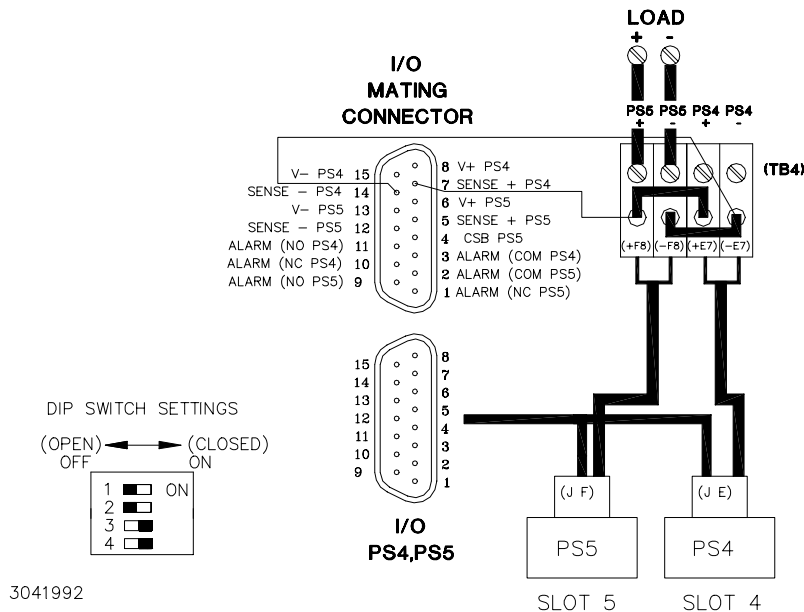 LOAD
+ -
I/O
MATING
CONNECTOR
PS5 PS5 PS4 PS4
+ - + -
(TB4)
V- PS4 15
SENSE - PS4 14
V- PS5 13
SENSE - PS5 12
ALARM (NO PS4) 11
ALARM (NC PS4) 10
ALARM (NO PS5) 9
8 V+ PS4
7 SENSE + PS4
6 V+ PS5
5 SENSE + PS5
4 CSB PS5
3 ALARM (COM PS4)
2 ALARM (COM PS5)
1 ALARM (NC PS5)
(+F8) (-F8) (+E7) (-E7)
15
14
13
12
11
10
9
8
7
6
5
4
3
2
1
I/O
PS4,PS5
DIP SWITCH SETTINGS
(OPEN) (CLOSED)
OFF ON
1 ON
2
3
4
(J F) (J E)
PS5 PS4
SLOT 5 SLOT 4
3041992